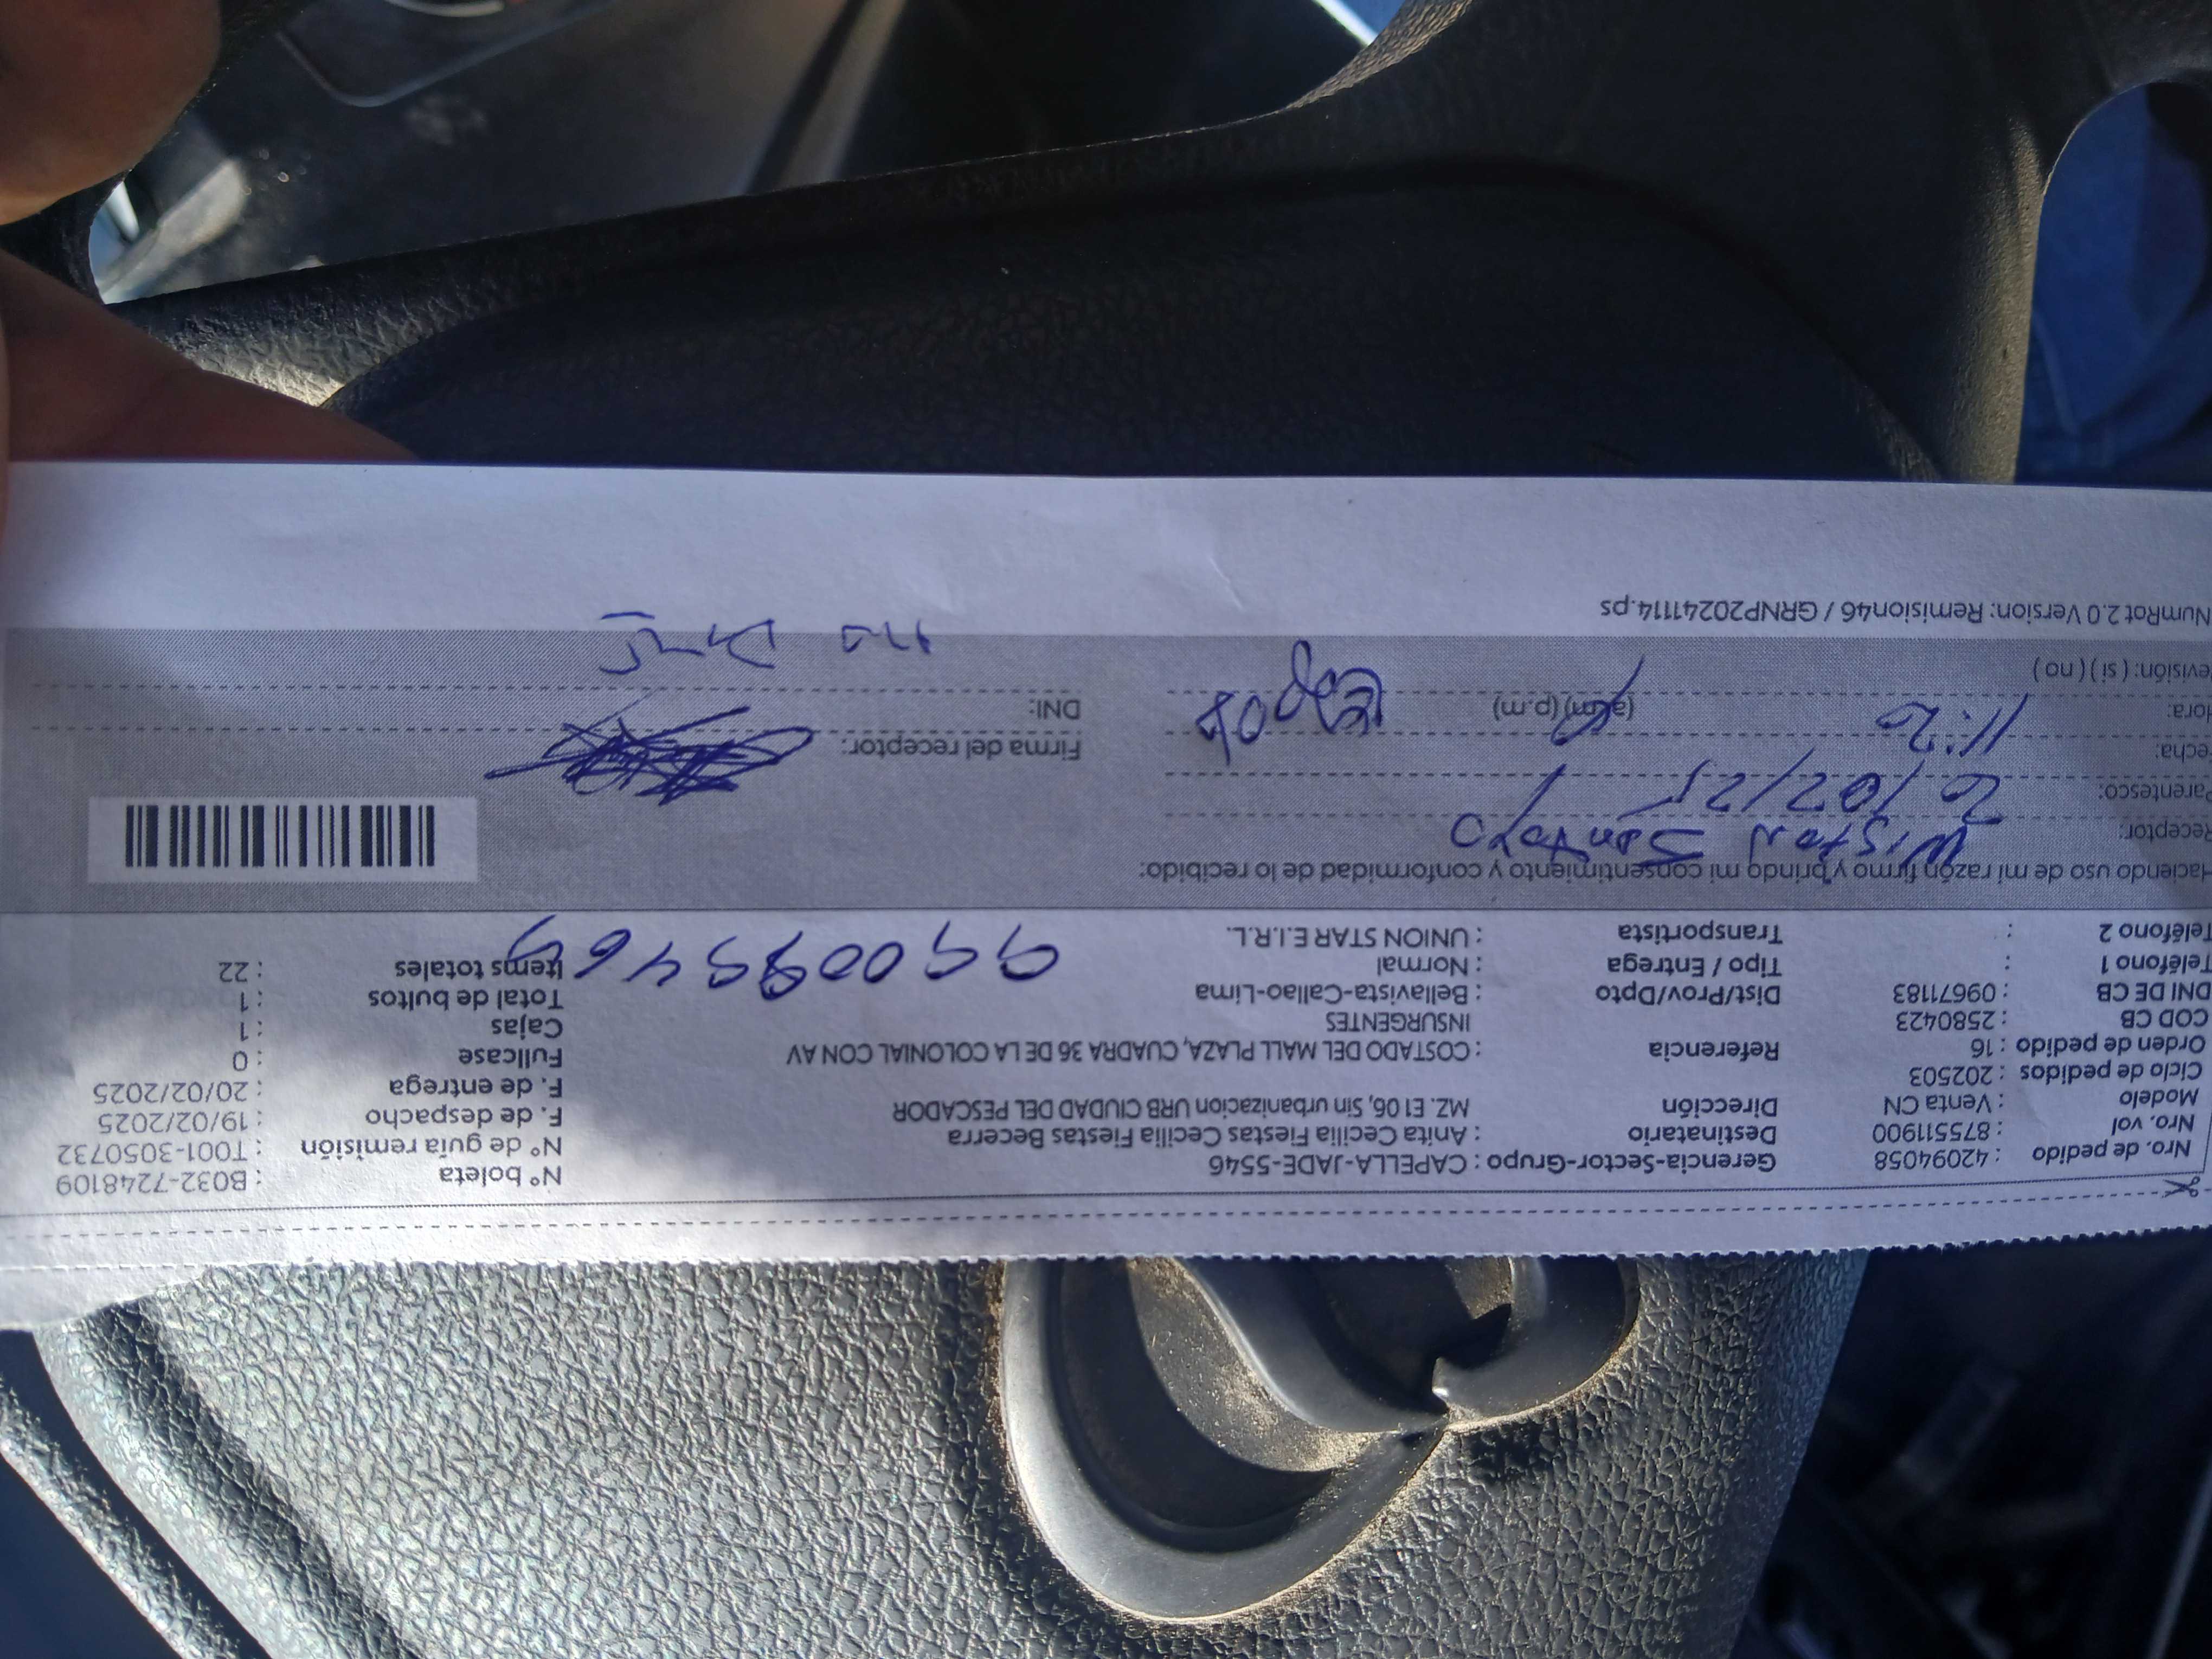 Nro. de pedido : 42094058
Nro. vol : 875511900
Modelo : Venta CN
Ciclo de pedidos : 202503
Orden de pedido : 16
COD CB : 2580423
DNI DE CB : 09671183
Teléfono 1 :
Teléfono 2 :
Gerencia-Sector-Grupo : CAPELLA-JADE-5546
Destinatario : Anita Cecilia Fiestas Cecilia Fiestas Becerra
Dirección MZ. E1 06, Sin urbanizacion URB CIUDAD DEL PESCADOR
Referencia : COSTADO DEL MALL PLAZA, CUADRA 36 DE LA COLONIAL CON AV
INSURGENTES
Dist/Prov/Dpto : Bellavista-Callao-Lima
Tipo / Entrega : Normal
Transportista : UNION STAR E.I.R.L.
N° boleta : B032-7248109
N° de guía remisión : T001-3050732
F. de despacho : 19/02/2025
F. de entrega : 20/02/2025
Fullcase : 0
Cajas : 1
Total de bultos : 1
Items totales : 22
Haciendo uso de mi razón firmo y brindo mi consentimiento y conformidad de lo recibido:
Receptor:
Parentesco: 20/02/25
Fecha:
Hora: 11:20 (a.m) (p.m)
evisión: ( si ) ( no )
Firma del receptor:
DNI:
NumRot 2.0 Version: Remision46 / GRNP20241114.ps